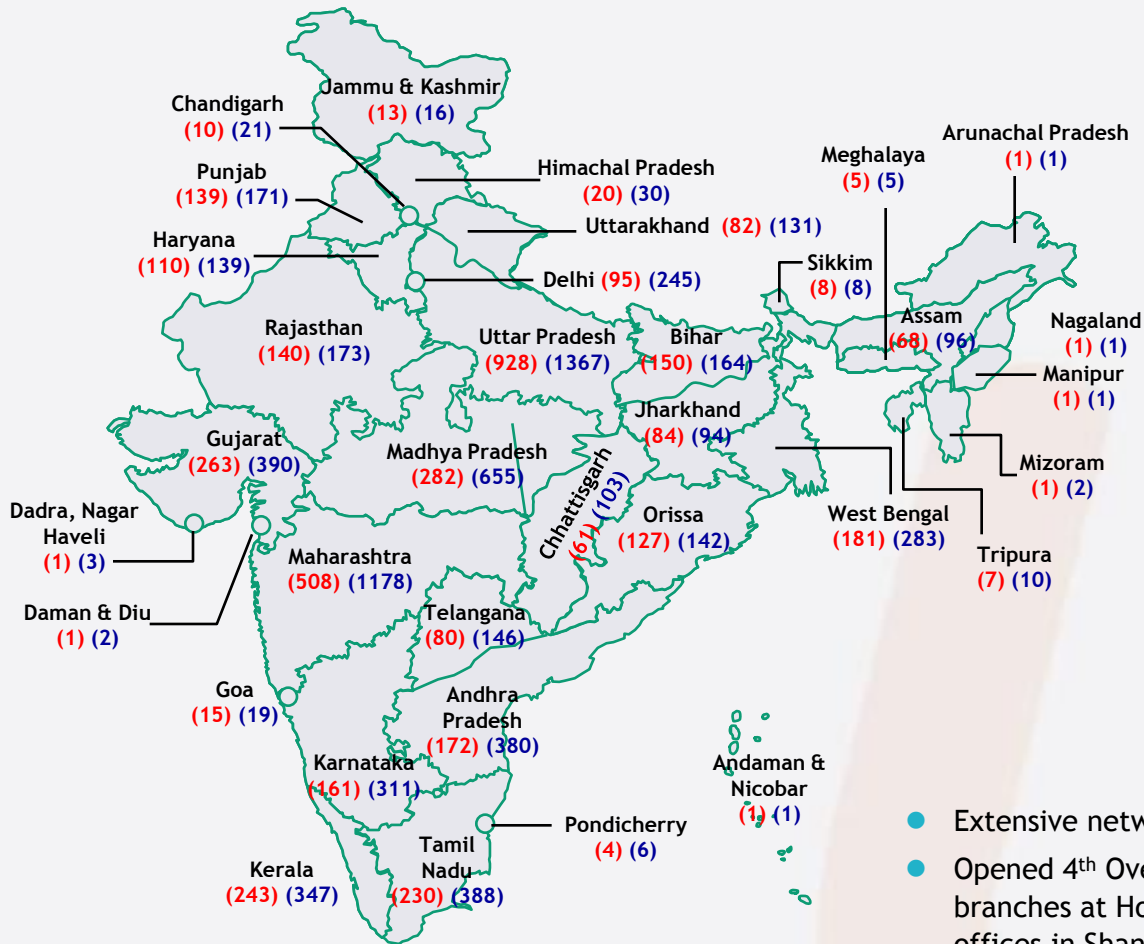 Jammu & Kashmir
(13) (16)
Chandigarh
(10) (21)
Arunachal Pradesh
(1) (1)
Meghalaya
(5) (5)
Himachal Pradesh
(20) (30)
Punjab
(139) (171)
Uttarakhand (82) (131)
Haryana
(110) (139)
Sikkim
(8) (8)
Delhi (95) (245)
Assam
(68) (96)
Nagaland
(1) (1)
Rajasthan
(140) (173)
Uttar Pradesh
(928) (1367)
Bihar
(150) (164)
Manipur
(1) (1)
Jharkhand
(84) (94)
Gujarat
(263) (390)
Madhya Pradesh
(282) (655)
Chhattisgarh
(61) (103)
Mizoram
(1) (2)
Dadra, Nagar
Haveli
(1) (3)
Orissa
(127) (142)
West Bengal
(181) (283)
Maharashtra
(508) (1178)
Tripura
(7) (10)
Daman & Diu
(1) (2)
Telangana
(80) (146)
Goa
(15) (19)
Andhra
Pradesh
(172) (380)
Karnataka
(161) (311)
Andaman &
Nicobar
(1) (1)
Pondicherry
(4) (6)
Tamil
Nadu
(230) (388)
Kerala
(243) (347)
Extensive netw
Opened 4th Ove
branches at Ho
offices in Shan